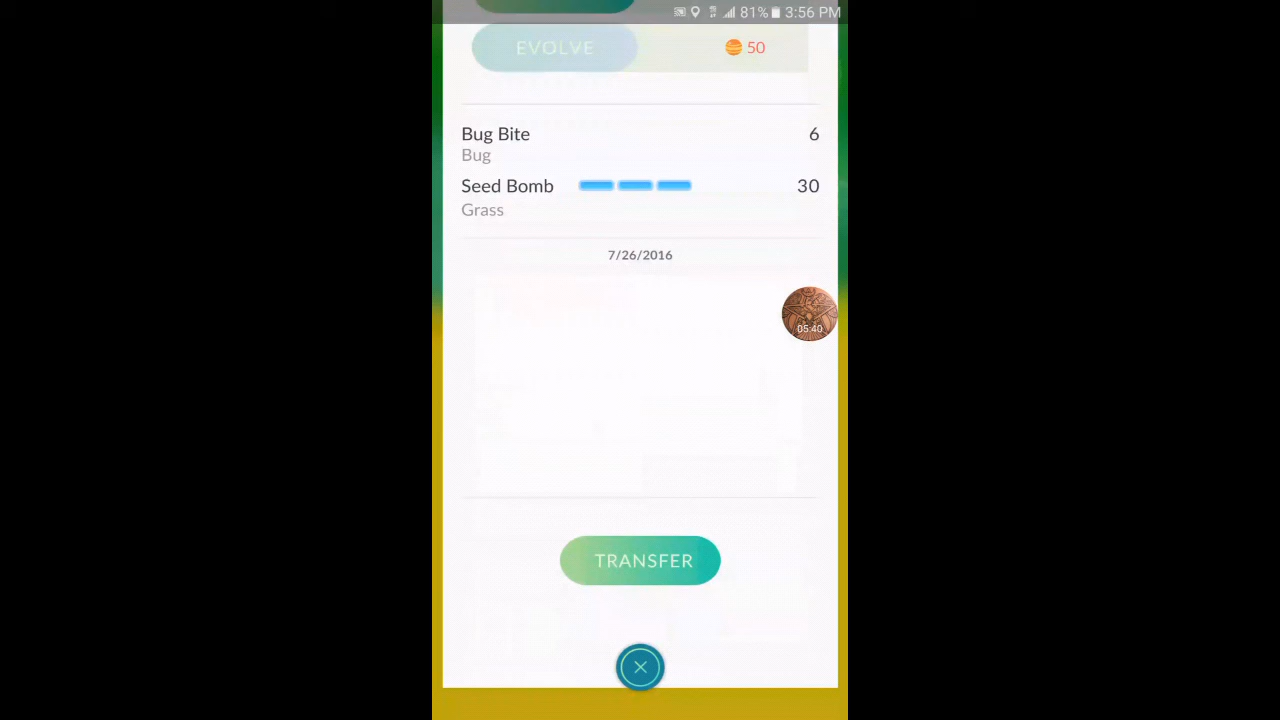 81% 3:56 PM
EVOLVE 50
Bug Bite 6
Bug
Seed Bomb 30
Grass
7/26/2016
05:40
TRANSFER